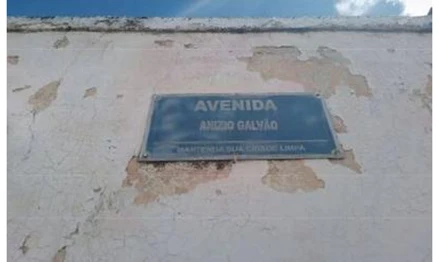 AVENIDA
ANIZIO GALVÃO
MANTENHA SUA CIDADE LIMPA